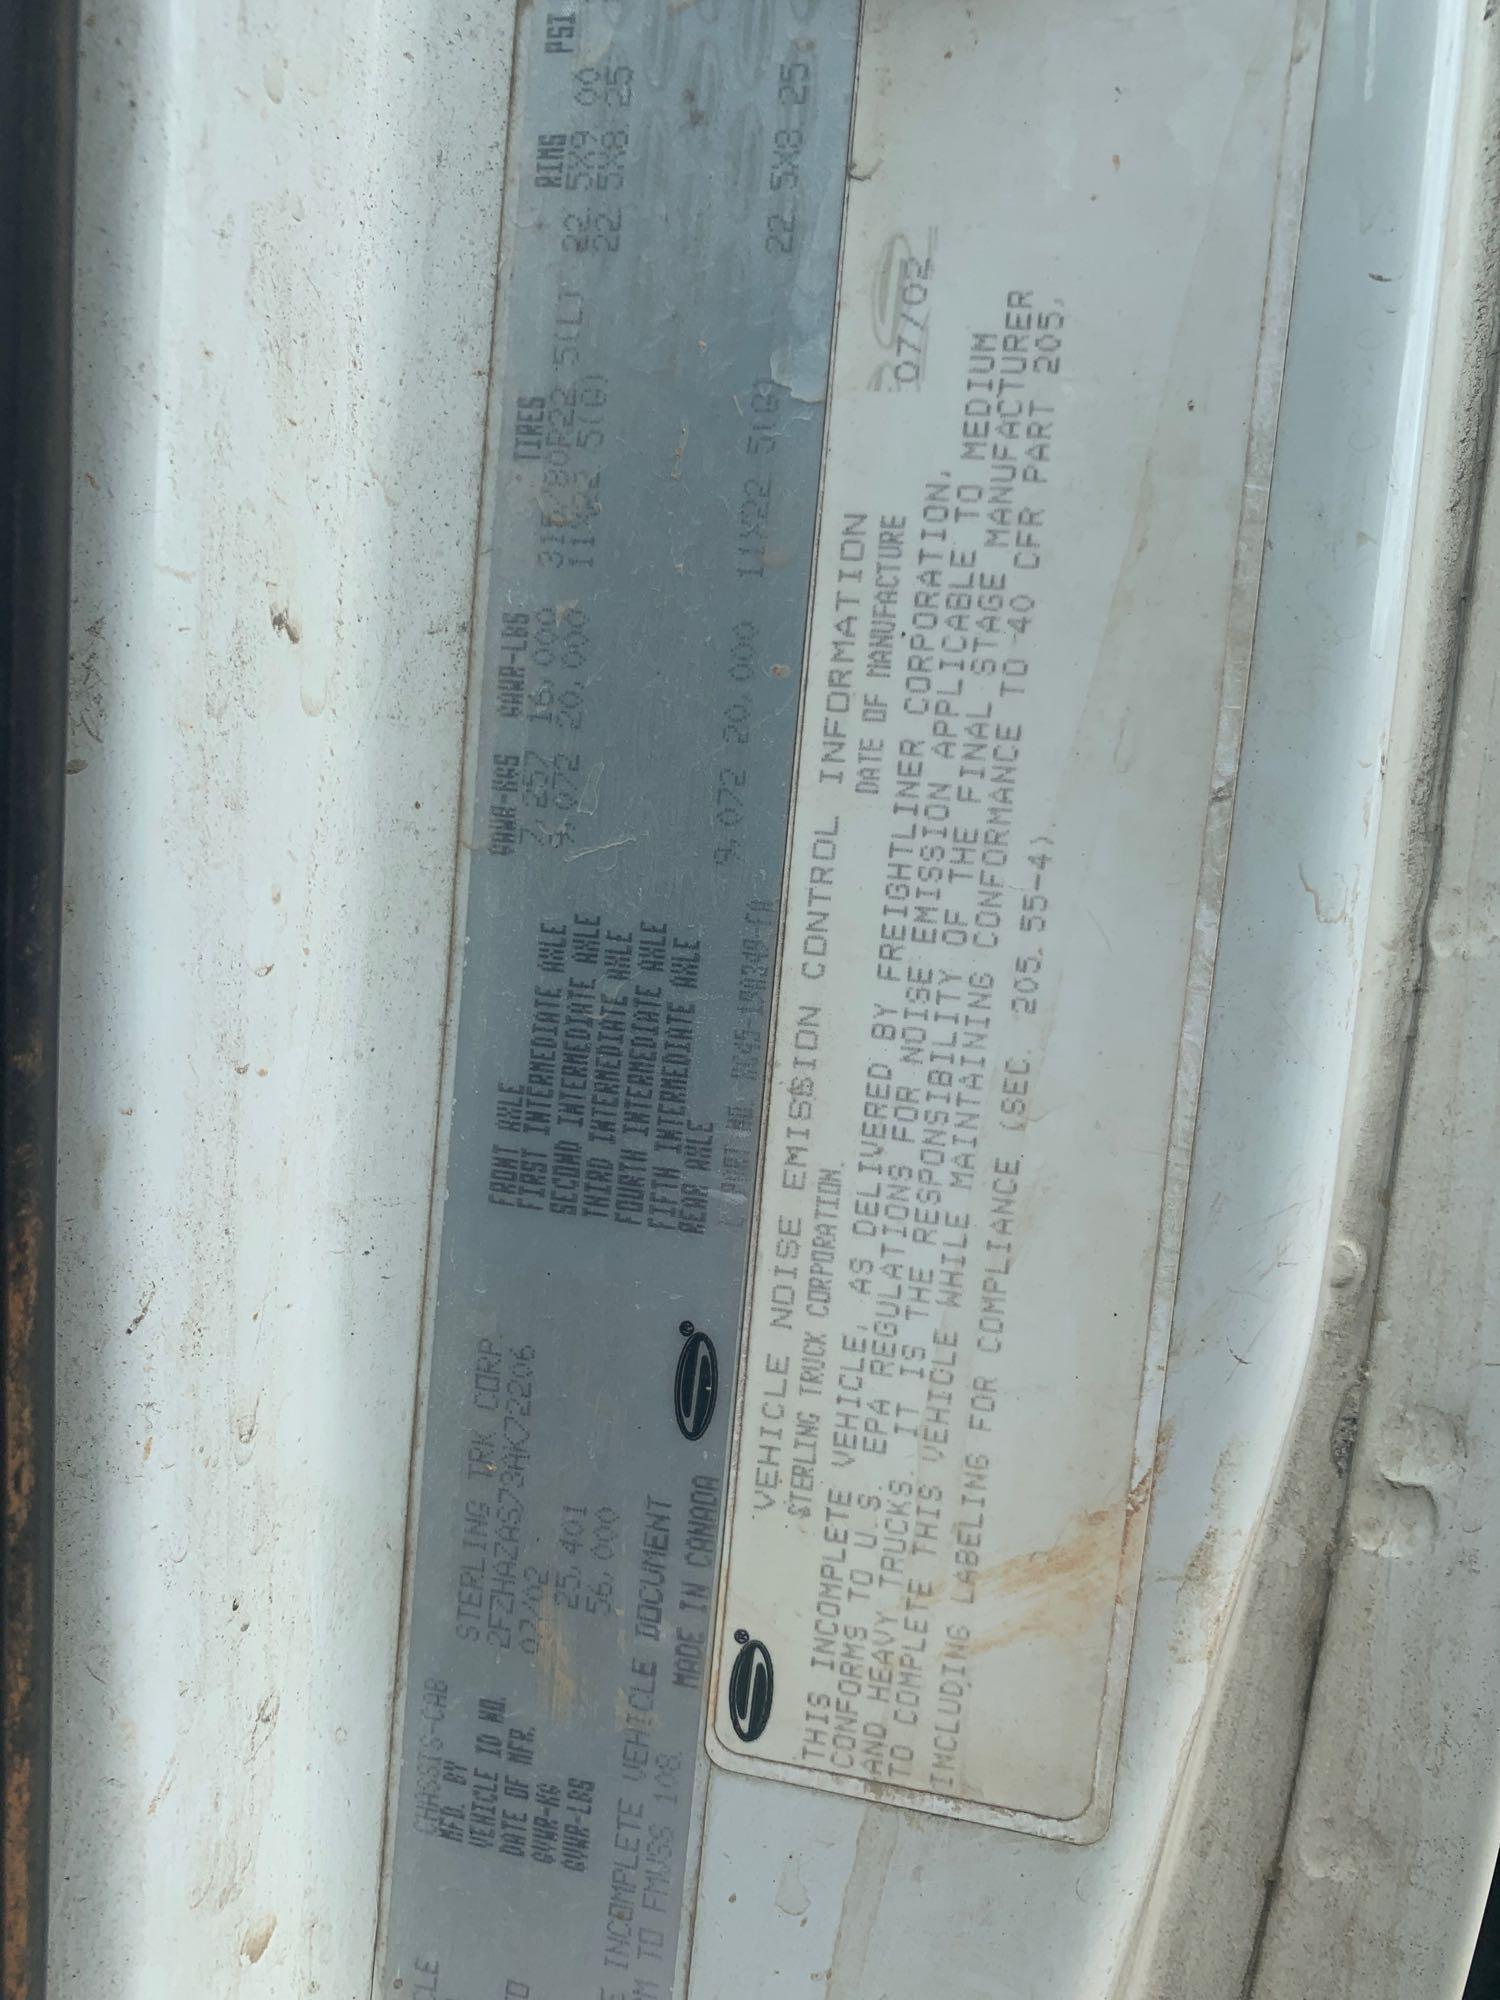 CHASSIS-CAB
MFD. BY STERLING TRK CORP.
VEHICLE ID NO.
DATE OF MFR. 07/02
GVWR-KG 25,401
GVWR-LBS 56,000
INCOMPLETE VEHICLE DOCUMENT
TO FMVSS 108. MADE IN CANADA
GAWR-KGS GAWR-LBS TIRES RIMS PSI
FRONT AXLE 7,257 16,000 22.5X9.00
FIRST INTERMEDIATE AXLE 9,072 20,000 11X22.5(G) 22.5X8.25
SECOND INTERMEDIATE AXLE
THIRD INTERMEDIATE AXLE
FOURTH INTERMEDIATE AXLE
FIFTH INTERMEDIATE AXLE
REAR AXLE 9,072 20,000 11X22.5(G) 22.5X8.25
PART NO.
VEHICLE NOISE EMISSION CONTROL INFORMATION
STERLING TRUCK CORPORATION. DATE OF MANUFACTURE 07/02
THIS INCOMPLETE VEHICLE, AS DELIVERED BY FREIGHTLINER CORPORATION,
CONFORMS TO U.S. EPA REGULATIONS FOR NOISE EMISSION APPLICABLE TO MEDIUM
AND HEAVY TRUCKS. IT IS THE RESPONSIBILITY OF THE FINAL STAGE MANUFACTURER
TO COMPLETE THIS VEHICLE WHILE MAINTAINING CONFORMANCE TO 40 CFR PART 205,
(INCLUDING LABELING FOR COMPLIANCE (SEC. 205.55-4).